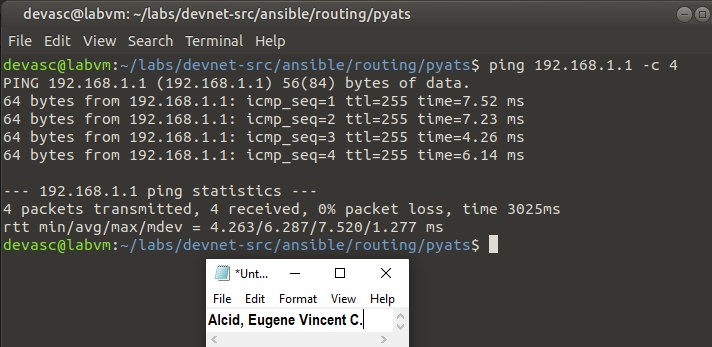 devasc@labvm: ~/labs/devnet-src/ansible/routing/pyats
File Edit View Search Terminal Help
devasc@labvm:~/labs/devnet-src/ansible/routing/pyats$ ping 192.168.1.1 -c 4
PING 192.168.1.1 (192.168.1.1) 56(84) bytes of data.
64 bytes from 192.168.1.1: icmp_seq=1 ttl=255 time=7.52 ms
64 bytes from 192.168.1.1: icmp_seq=2 ttl=255 time=7.23 ms
64 bytes from 192.168.1.1: icmp_seq=3 ttl=255 time=4.26 ms
64 bytes from 192.168.1.1: icmp_seq=4 ttl=255 time=6.14 ms
--- 192.168.1.1 ping statistics ---
4 packets transmitted, 4 received, 0% packet loss, time 3025ms
rtt min/avg/max/mdev = 4.263/6.287/7.520/1.277 ms
devasc@labvm:~/labs/devnet-src/ansible/routing/pyats$
*Unt...
File Edit Format View Help
Alcid, Eugene Vincent C.